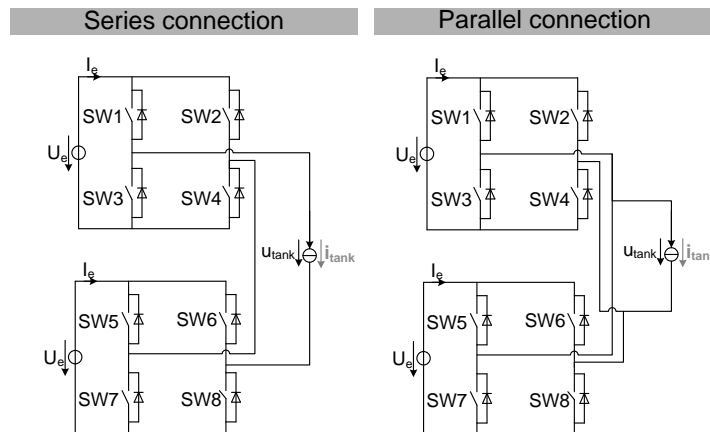 Series connection
Parallel connection
Ie
SW1
SW2
Ue
SW3
SW4
utank
itank
Ie
SW5
SW6
Ue
SW7
SW8
Ie
SW1
SW2
Ue
SW3
SW4
utank
itan
Ie
SW5
SW6
Ue
SW7
SW8